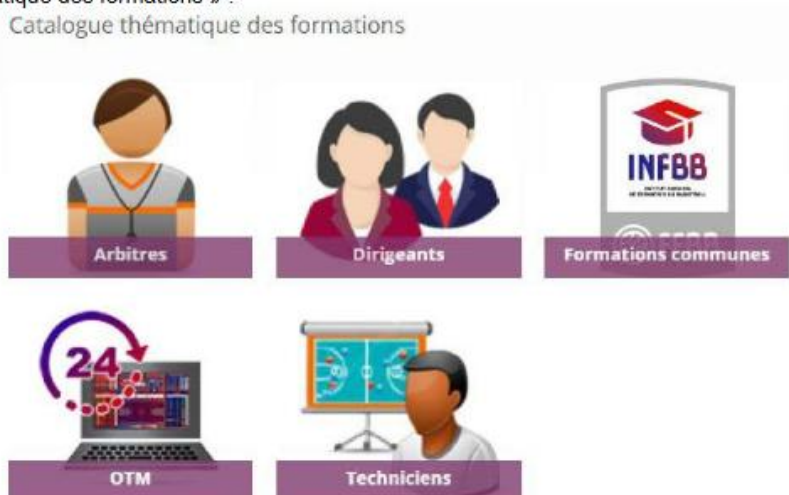 tique des formations » :
Catalogue thématique des formations
INFBB
Arbitres
Dirigeants
Formations communes
24
OTM
Techniciens